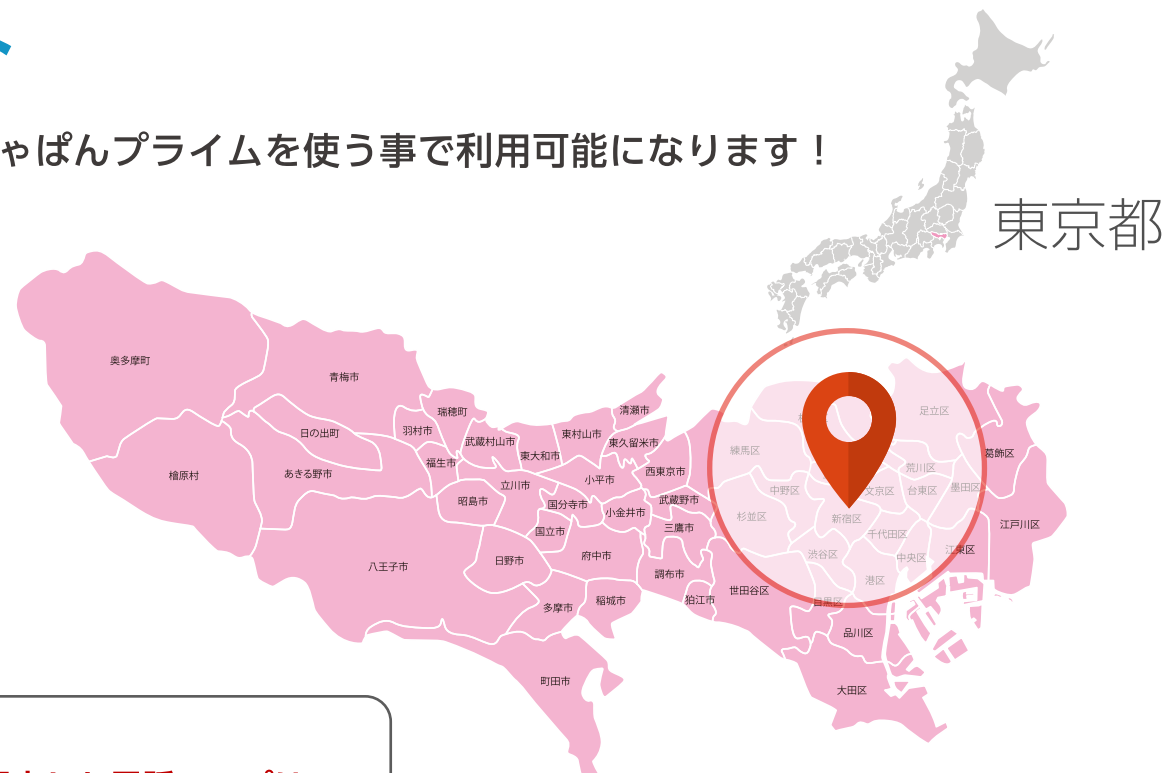 ゃぱんプライムを使う事で利用可能になります！
東京都
奥多摩町
青梅市
瑞穂町
清瀬市
足立区
羽村市
日の出町
武蔵村山市
東村山市
東久留米市
練馬区
葛飾区
福生市
東大和市
西東京市
荒川区
檜原村
あきる野市
立川市
小平市
中野区
文京区
台東区
墨田区
昭島市
国分寺市
小金井市
武蔵野市
杉並区
新宿区
江戸川区
国立市
三鷹市
千代田区
日野市
府中市
渋谷区
中央区
江東区
八王子市
調布市
港区
世田谷区
多摩市
稲城市
狛江市
目黒区
品川区
町田市
大田区